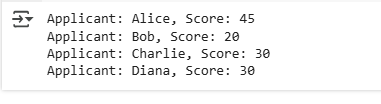 Applicant: Alice, Score: 45
Applicant: Bob, Score: 20
Applicant: Charlie, Score: 30
Applicant: Diana, Score: 30